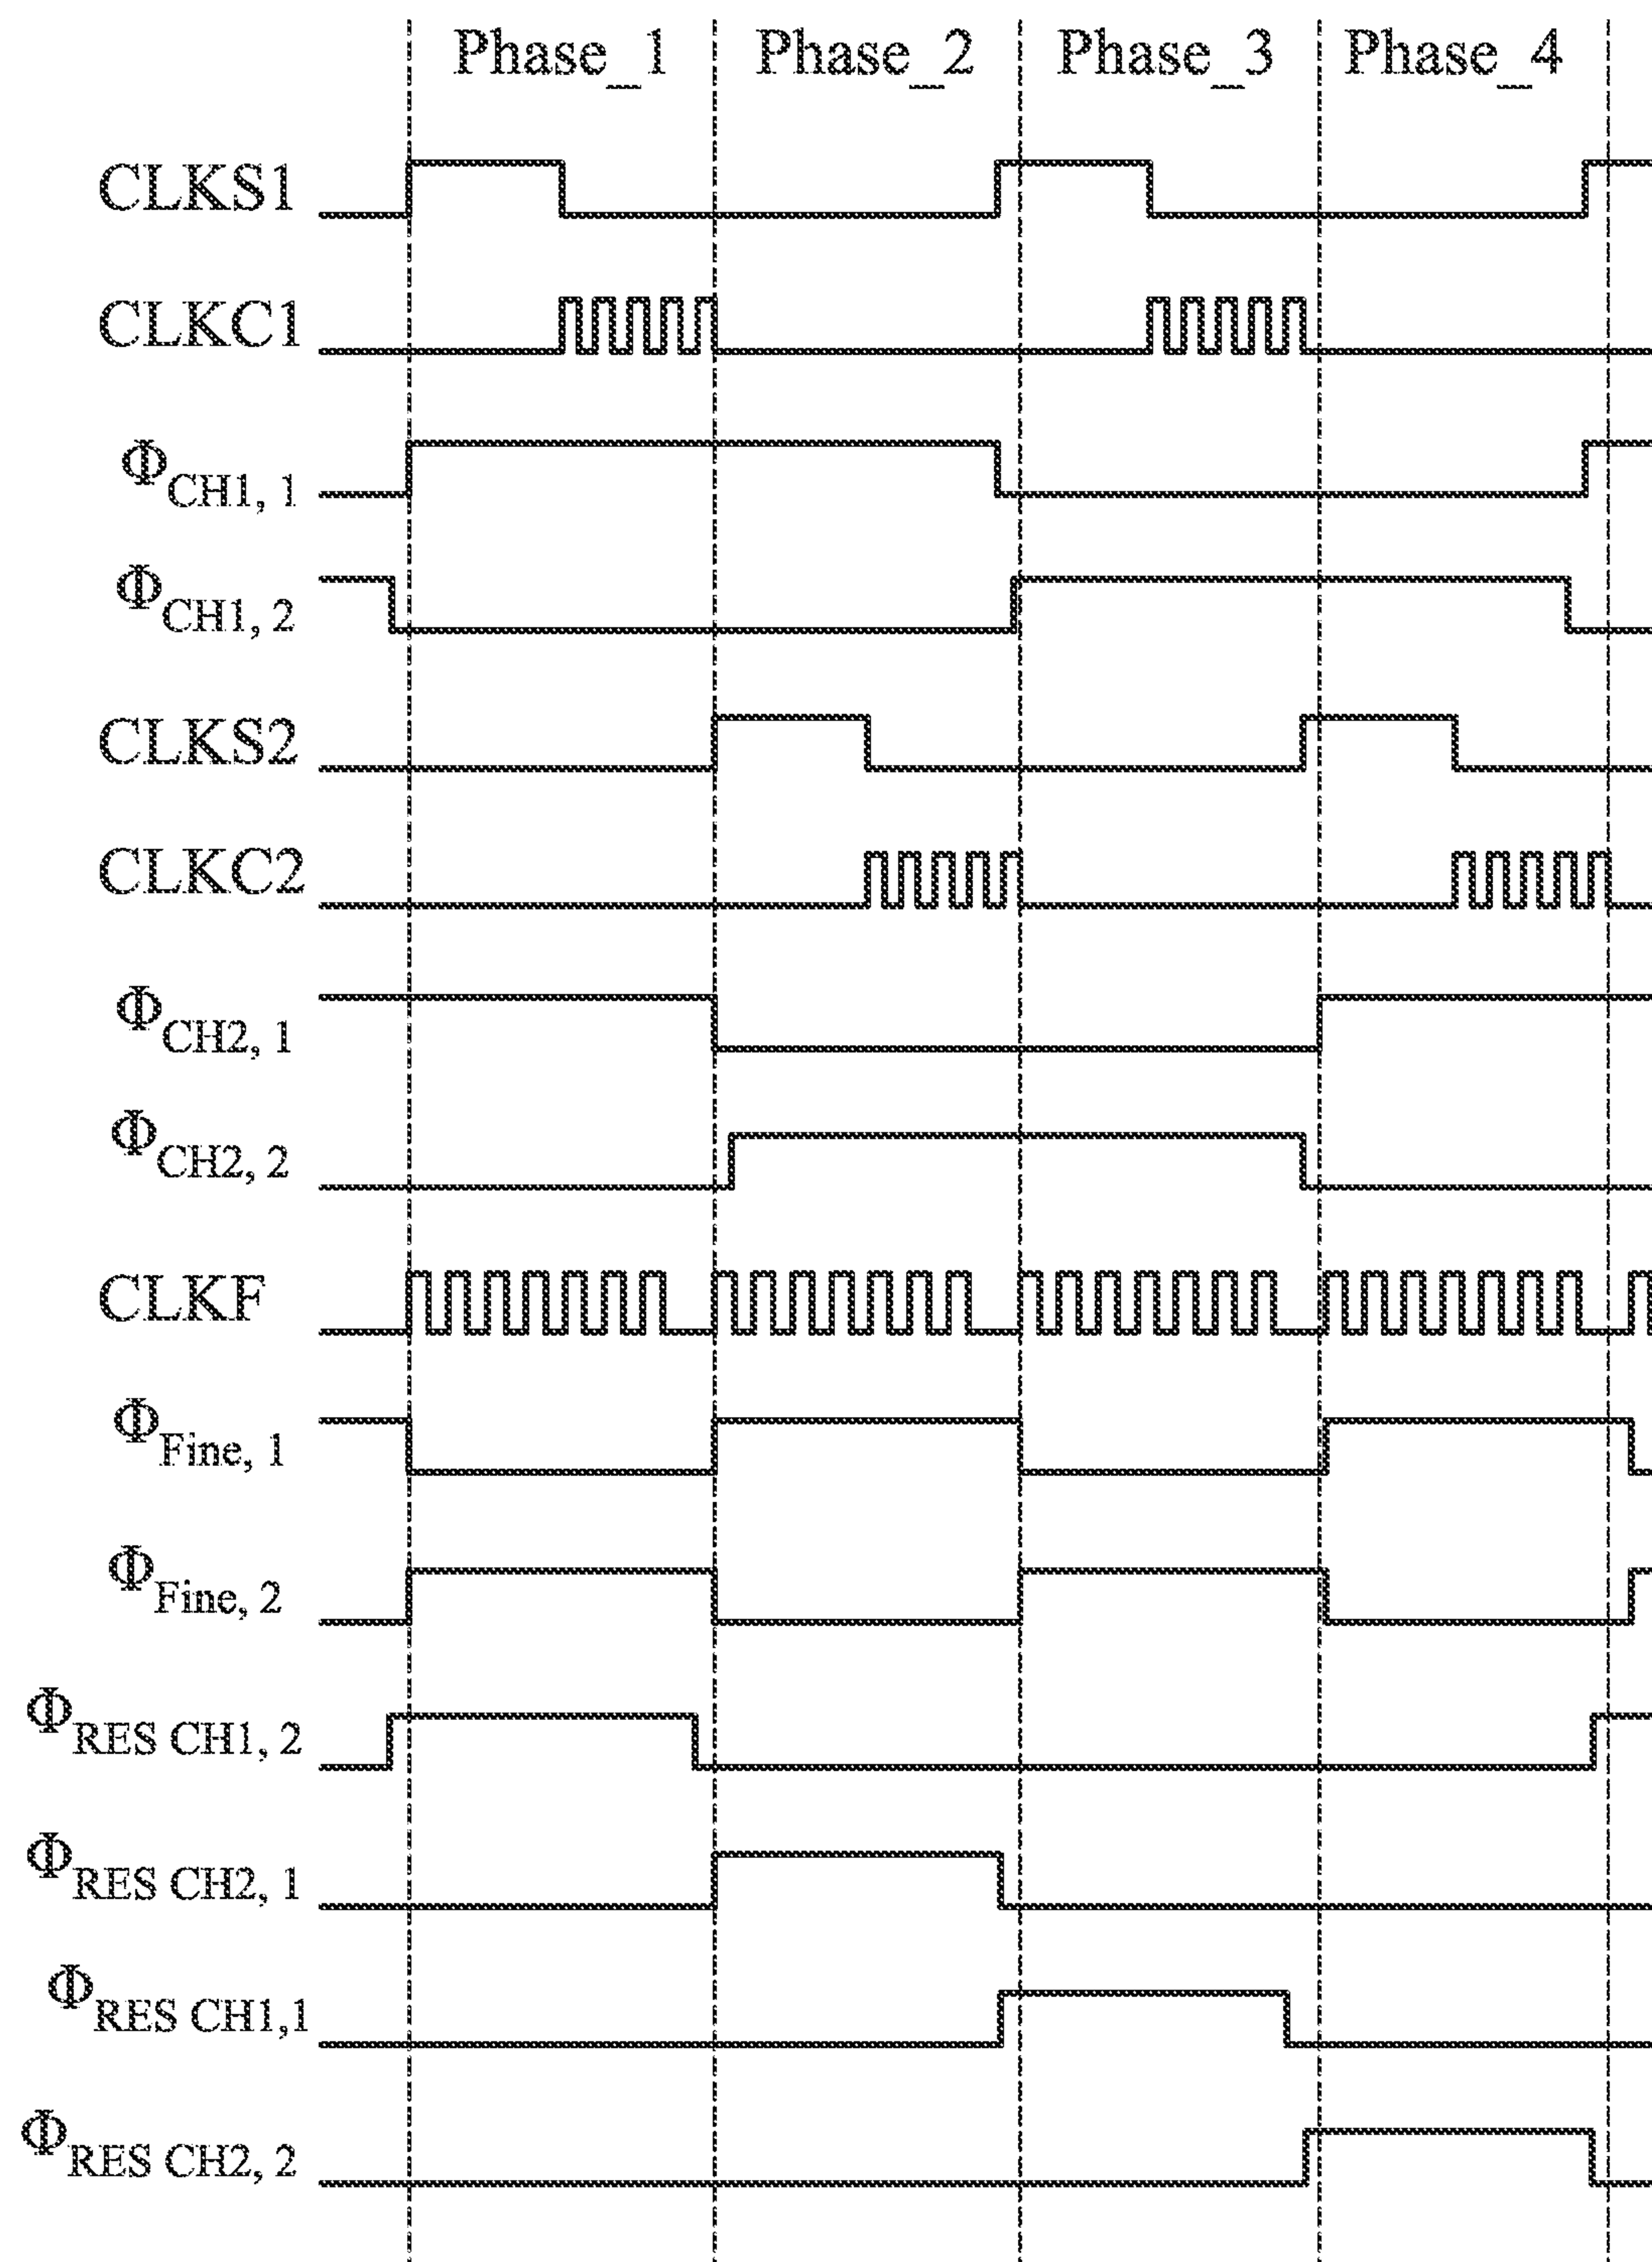 Phase_1 Phase_2 Phase_3 Phase_4
CLKS1
CLKC1
ΦCH1, 1
ΦCH1, 2
CLKS2
CLKC2
ΦCH2, 1
ΦCH2, 2
CLKF
ΦFine, 1
ΦFine, 2
ΦRES CH1, 2
ΦRES CH2, 1
ΦRES CH1,1
ΦRES CH2, 2